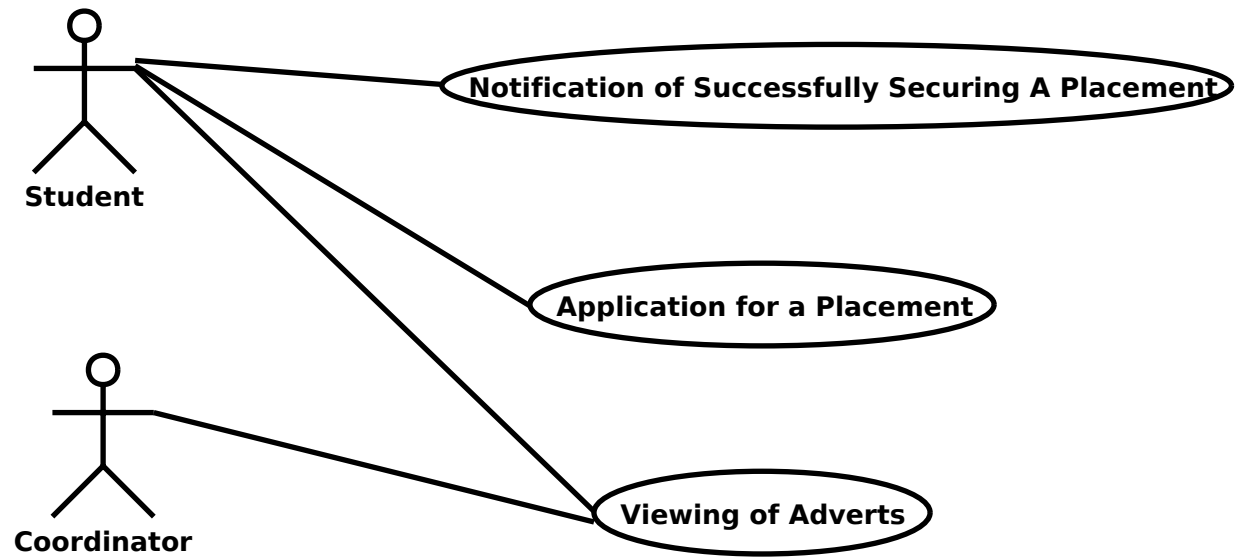 Notification of Successfully Securing A Placement
Student
Application for a Placement
Viewing of Adverts
Coordinator